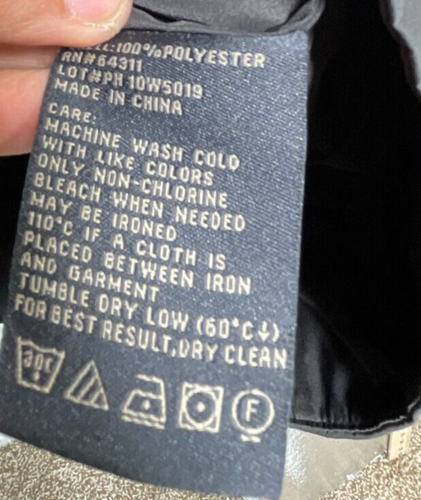 100%POLYESTER
RN#64311
LOT#PH 10W5019
MADE IN CHINA
CARE:
MACHINE WASH COLD
WITH LIKE COLORS
ONLY NON-CHLORINE
BLEACH WHEN NEEDED
MAY BE IRONED
110°C IF A CLOTH IS
PLACED BETWEEN IRON
AND GARMENT
TUMBLE DRY LOW (60°C↓)
FOR BEST RESULT,DRY CLEAN
30C
F